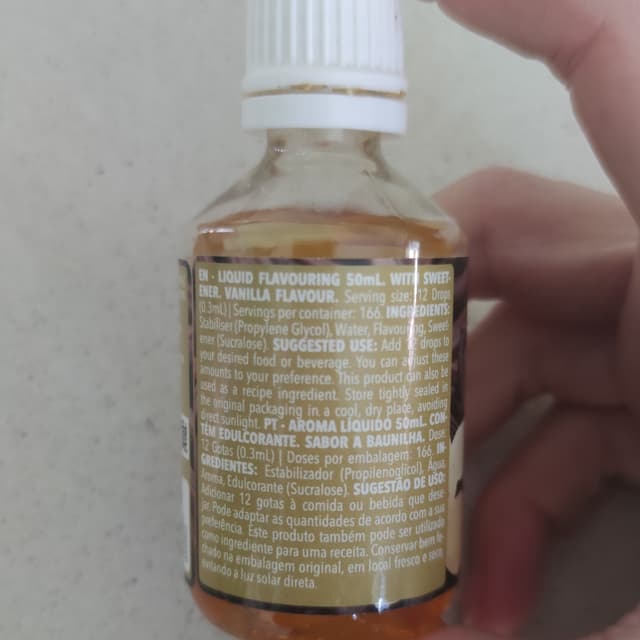 EN - LIQUID FLAVOURING 50mL. WITH SWEET
ENER. VANILLA FLAVOUR. Serving size: 12 Drops
(0.3mL) | Servings per container: 166. INGREDIENTS:
Stabiliser (Propylene Glycol), Water, Flavouring, Sweet
ener (Sucralose). SUGGESTED USE: Add 12 drops to
your desired food or beverage. You can adjust these
amounts to your preference. This product can also be
used as a recipe ingredient. Store tightly sealed in
the original packaging in a cool, dry place, avoiding
direct sunlight. PT - AROMA LÍQUIDO 50mL. COM
EDULCORANTE. SABOR A BAUNILHA. Dose:
12 Gotas (0.3mL) | Doses por embalagem: 166. IN-
GREDIENTES: Estabilizador (Propilenoglicol), Água,
Aroma, Edulcorante (Sucralose). SUGESTÃO DE USO:
Adicionar 12 gotas à comida ou bebida que dese-
jar. Pode adaptar as quantidades de acordo com a sua
preferência. Este produto também pode ser utilizado
como ingrediente para uma receita. Conservar bem fe-
chado na embalagem original, em local fresco e seco
evitando a luz solar direta.